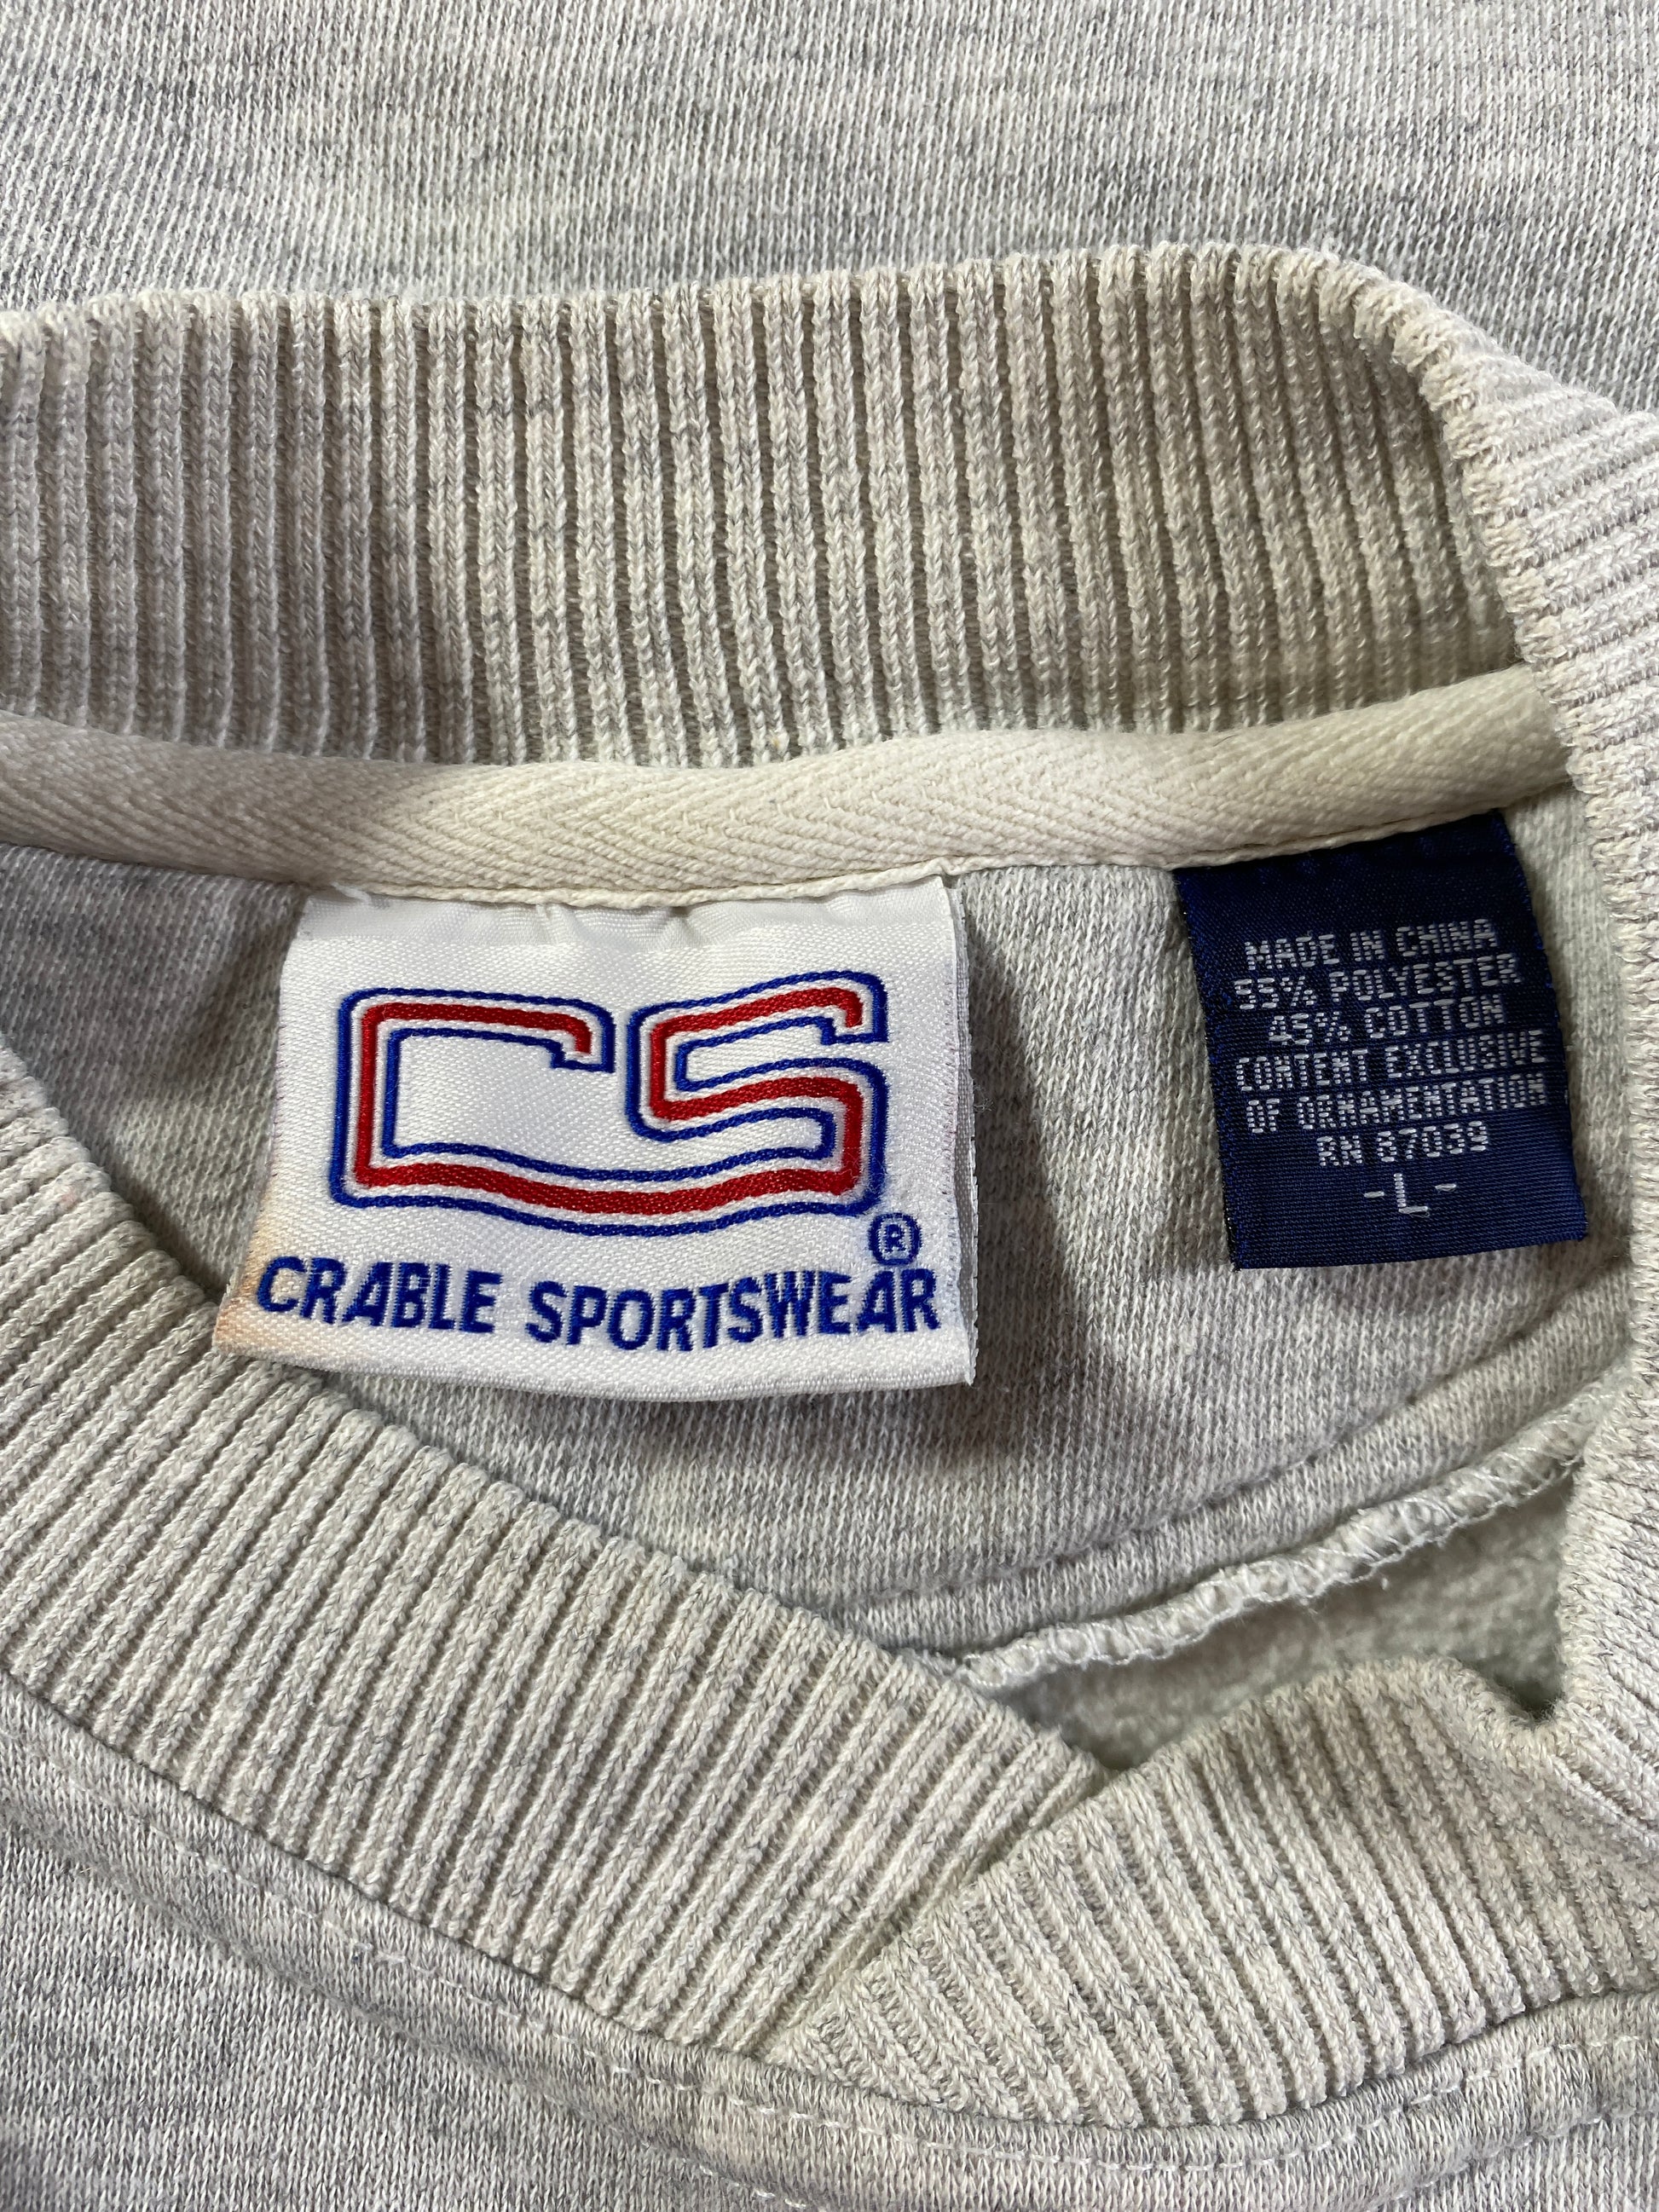 CS
®
CRABLE SPORTSWEAR
MADE IN CHINA
55% POLYESTER
45% COTTON
CONTENT EXCLUSIVE
OF ORNAMENTATION
RN 87039
-L-